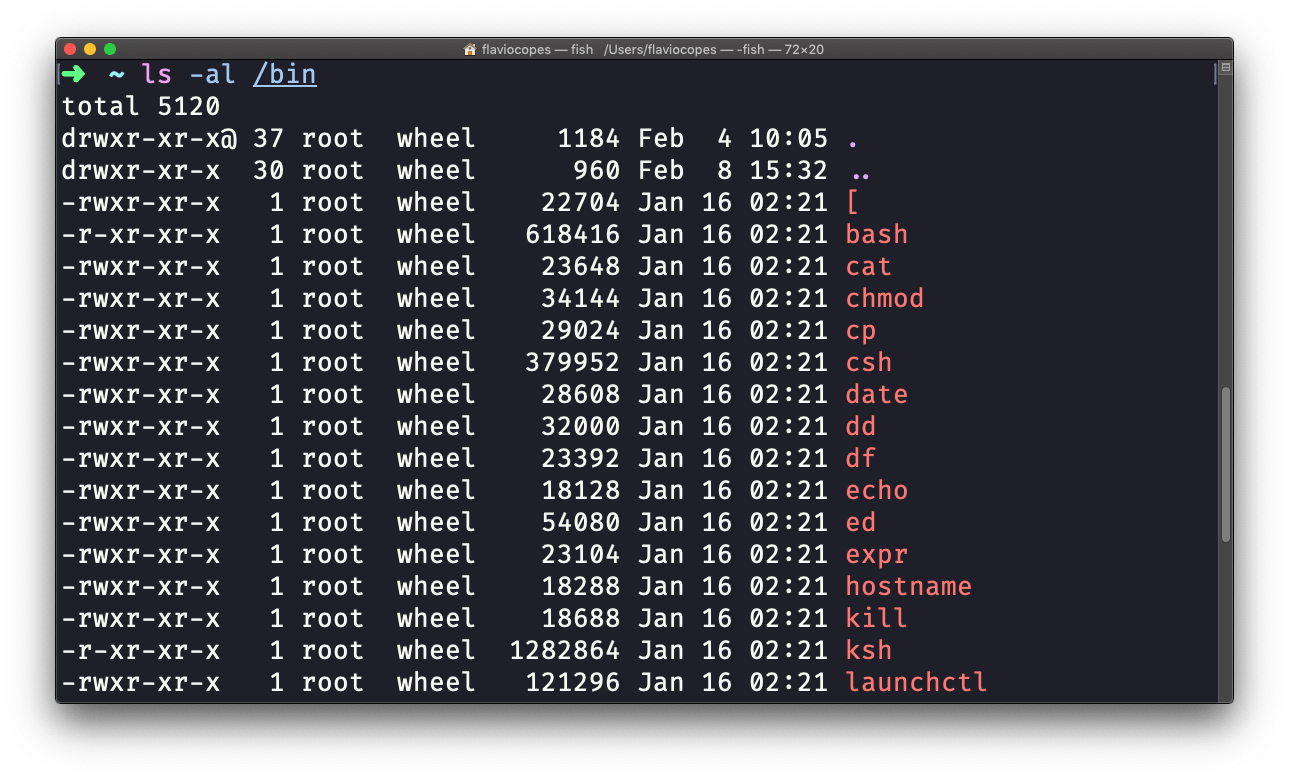 flaviocopes — fish   /Users/flaviocopes — -fish — 72×20
➜  ~ ls -al /bin
total 5120
drwxr-xr-x@ 37 root  wheel     1184 Feb  4 10:05 .
drwxr-xr-x  30 root  wheel      960 Feb  8 15:32 ..
-rwxr-xr-x   1 root  wheel    22704 Jan 16 02:21 [
-r-xr-xr-x   1 root  wheel   618416 Jan 16 02:21 bash
-rwxr-xr-x   1 root  wheel    23648 Jan 16 02:21 cat
-rwxr-xr-x   1 root  wheel    34144 Jan 16 02:21 chmod
-rwxr-xr-x   1 root  wheel    29024 Jan 16 02:21 cp
-rwxr-xr-x   1 root  wheel   379952 Jan 16 02:21 csh
-rwxr-xr-x   1 root  wheel    28608 Jan 16 02:21 date
-rwxr-xr-x   1 root  wheel    32000 Jan 16 02:21 dd
-rwxr-xr-x   1 root  wheel    23392 Jan 16 02:21 df
-rwxr-xr-x   1 root  wheel    18128 Jan 16 02:21 echo
-rwxr-xr-x   1 root  wheel    54080 Jan 16 02:21 ed
-rwxr-xr-x   1 root  wheel    23104 Jan 16 02:21 expr
-rwxr-xr-x   1 root  wheel    18288 Jan 16 02:21 hostname
-rwxr-xr-x   1 root  wheel    18688 Jan 16 02:21 kill
-r-xr-xr-x   1 root  wheel  1282864 Jan 16 02:21 ksh
-rwxr-xr-x   1 root  wheel   121296 Jan 16 02:21 launchctl